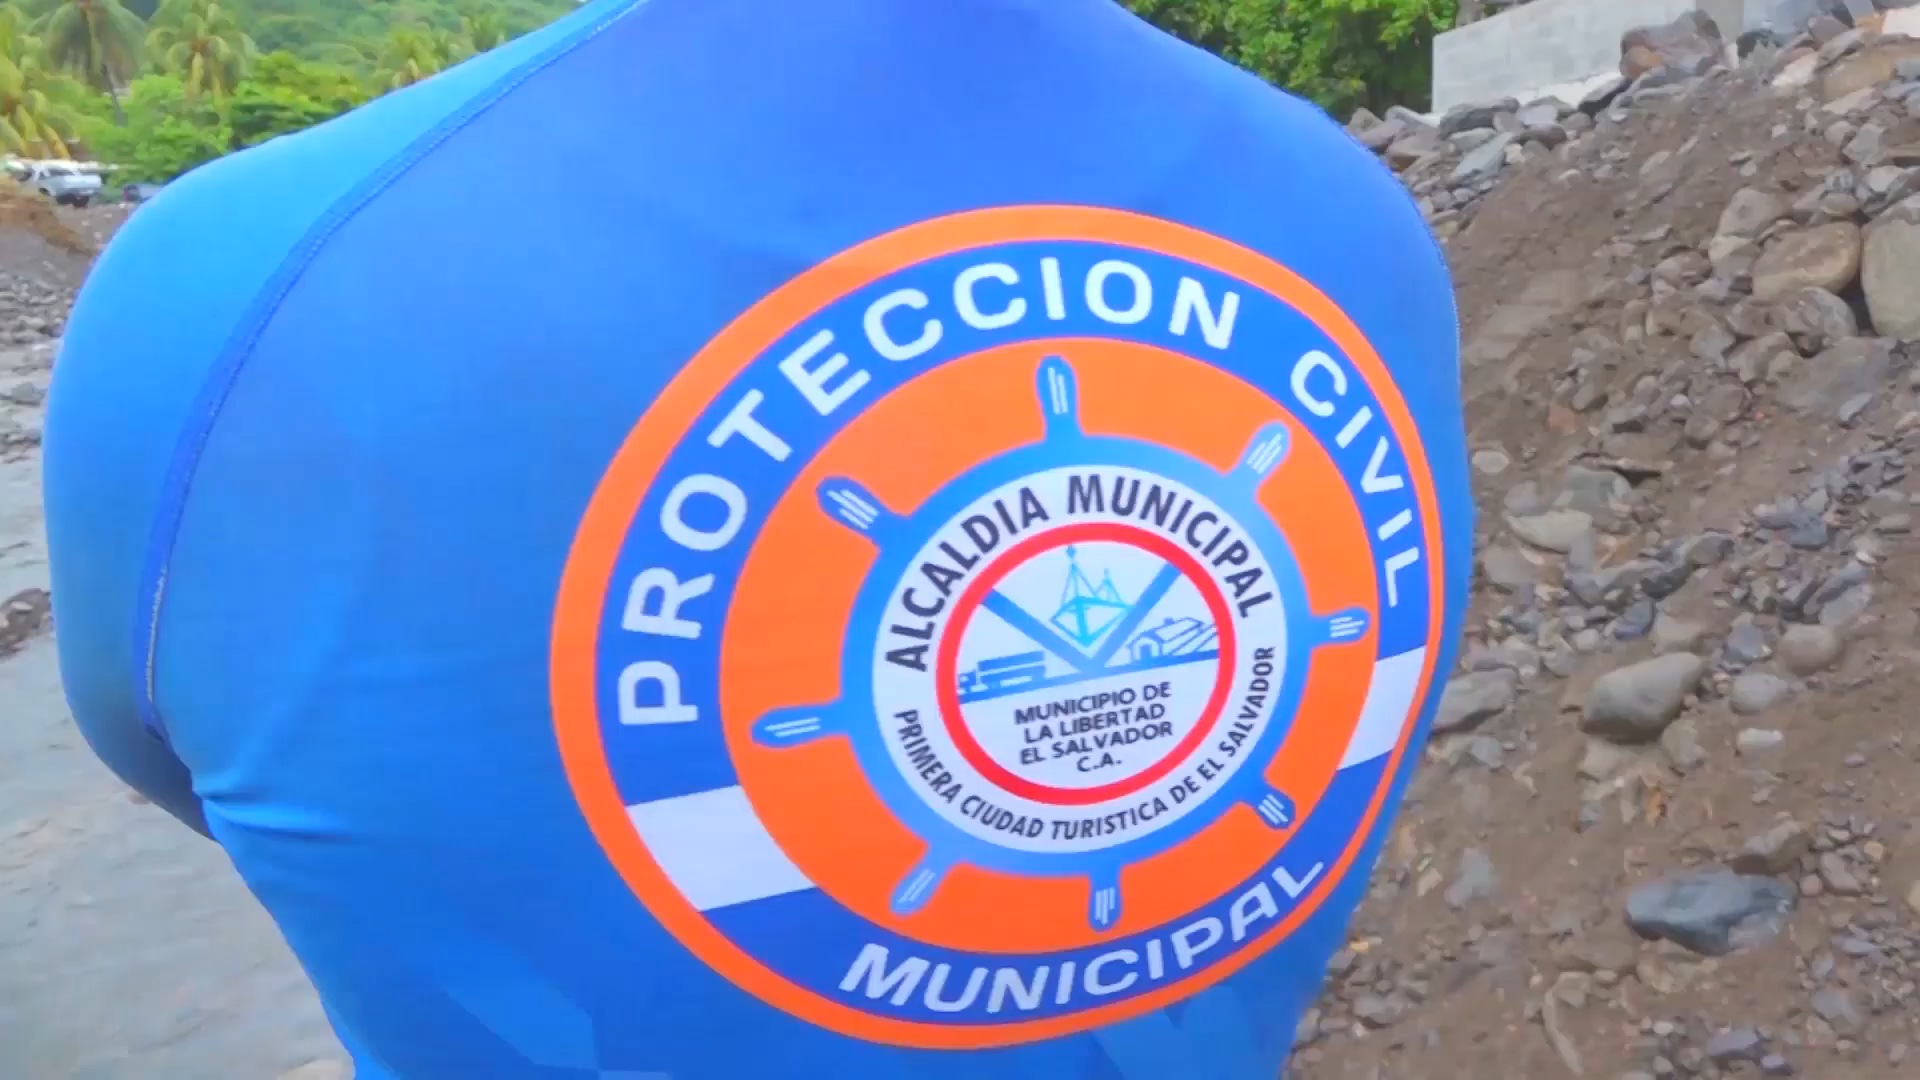 PROTECCION CIVIL
ALCALDIA MUNICIPAL
MUNICIPIO DE
LA LIBERTAD
EL SALVADOR
C.A.
PRIMERA CIUDAD TURISTICA DE EL SALVADOR
MUNICIPAL